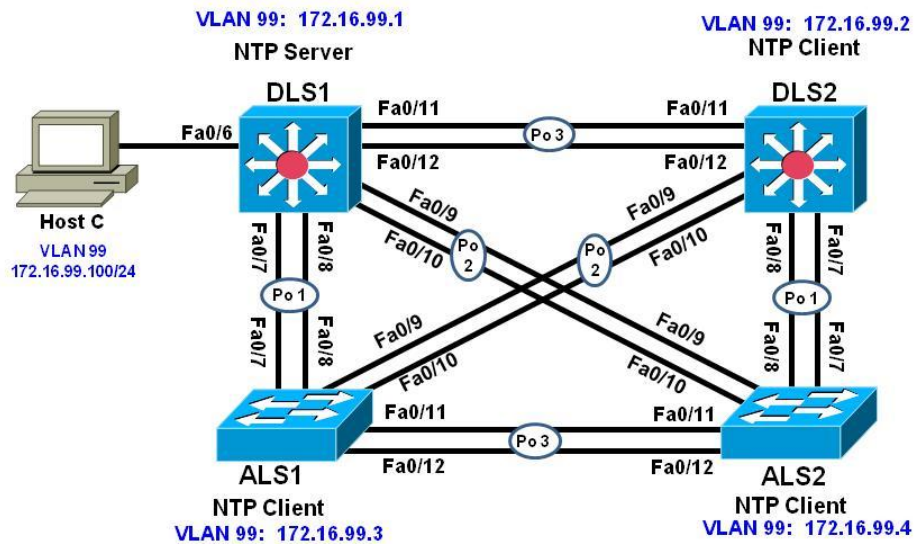 VLAN 99: 172.16.99.1
VLAN 99: 172.16.99.2
NTP Server
NTP Client
DLS1
DLS2
Fa0/6
Fa0/11
Fa0/11
Po 3
Fa0/12
Fa0/12
Host C
VLAN 99
172.16.99.100/24
Fa0/7
Fa0/8
Fa0/9
Fa0/10
Po 2
Po 2
Fa0/9
Fa0/10
Fa0/8
Fa0/7
Po 1
Po 1
Fa0/7
Fa0/8
Fa0/9
Fa0/10
Fa0/9
Fa0/10
Fa0/8
Fa0/7
Fa0/11
Fa0/11
Po 3
Fa0/12
Fa0/12
ALS1
ALS2
NTP Client
NTP Client
VLAN 99: 172.16.99.3
VLAN 99: 172.16.99.4